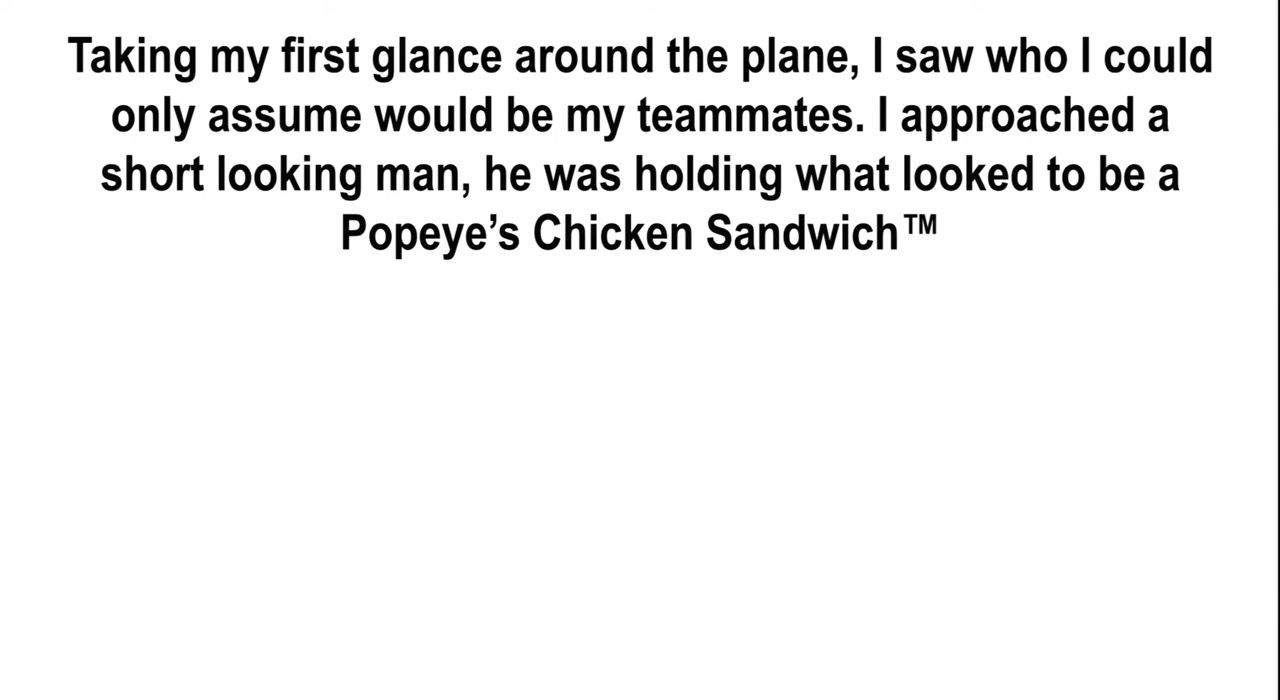 Taking my first glance around the plane, I saw who I could
only assume would be my teammates. I approached a
short looking man, he was holding what looked to be a
Popeye’s Chicken Sandwich™